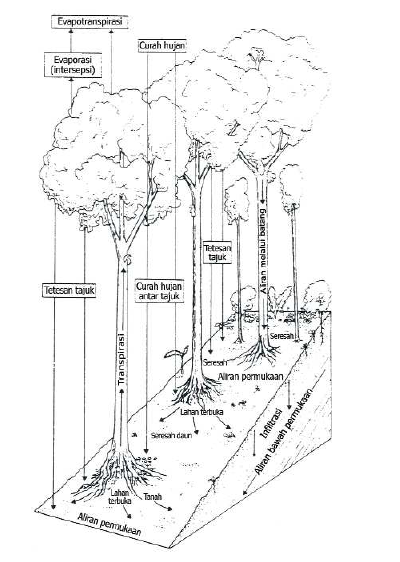 Evapotranspirasi
Evaporasi
(intersepsi)
Curah hujan
Tetesan
tajuk
Aliran melalui batang
Tetesan tajuk
Curah hujan
antar tajuk
Transpirasi
Seresah
Seresah
Aliran permukaan
Lahan terbuka
Seresah daun
Infiltrasi
Aliran bawah permukaan
Lahan
terbuka
Tanah
Aliran permukaan